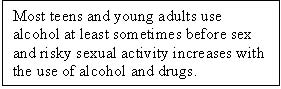 Most teens and young adults use
alcohol at least sometimes before sex
and risky sexual activity increases with
the use of alcohol and drugs.